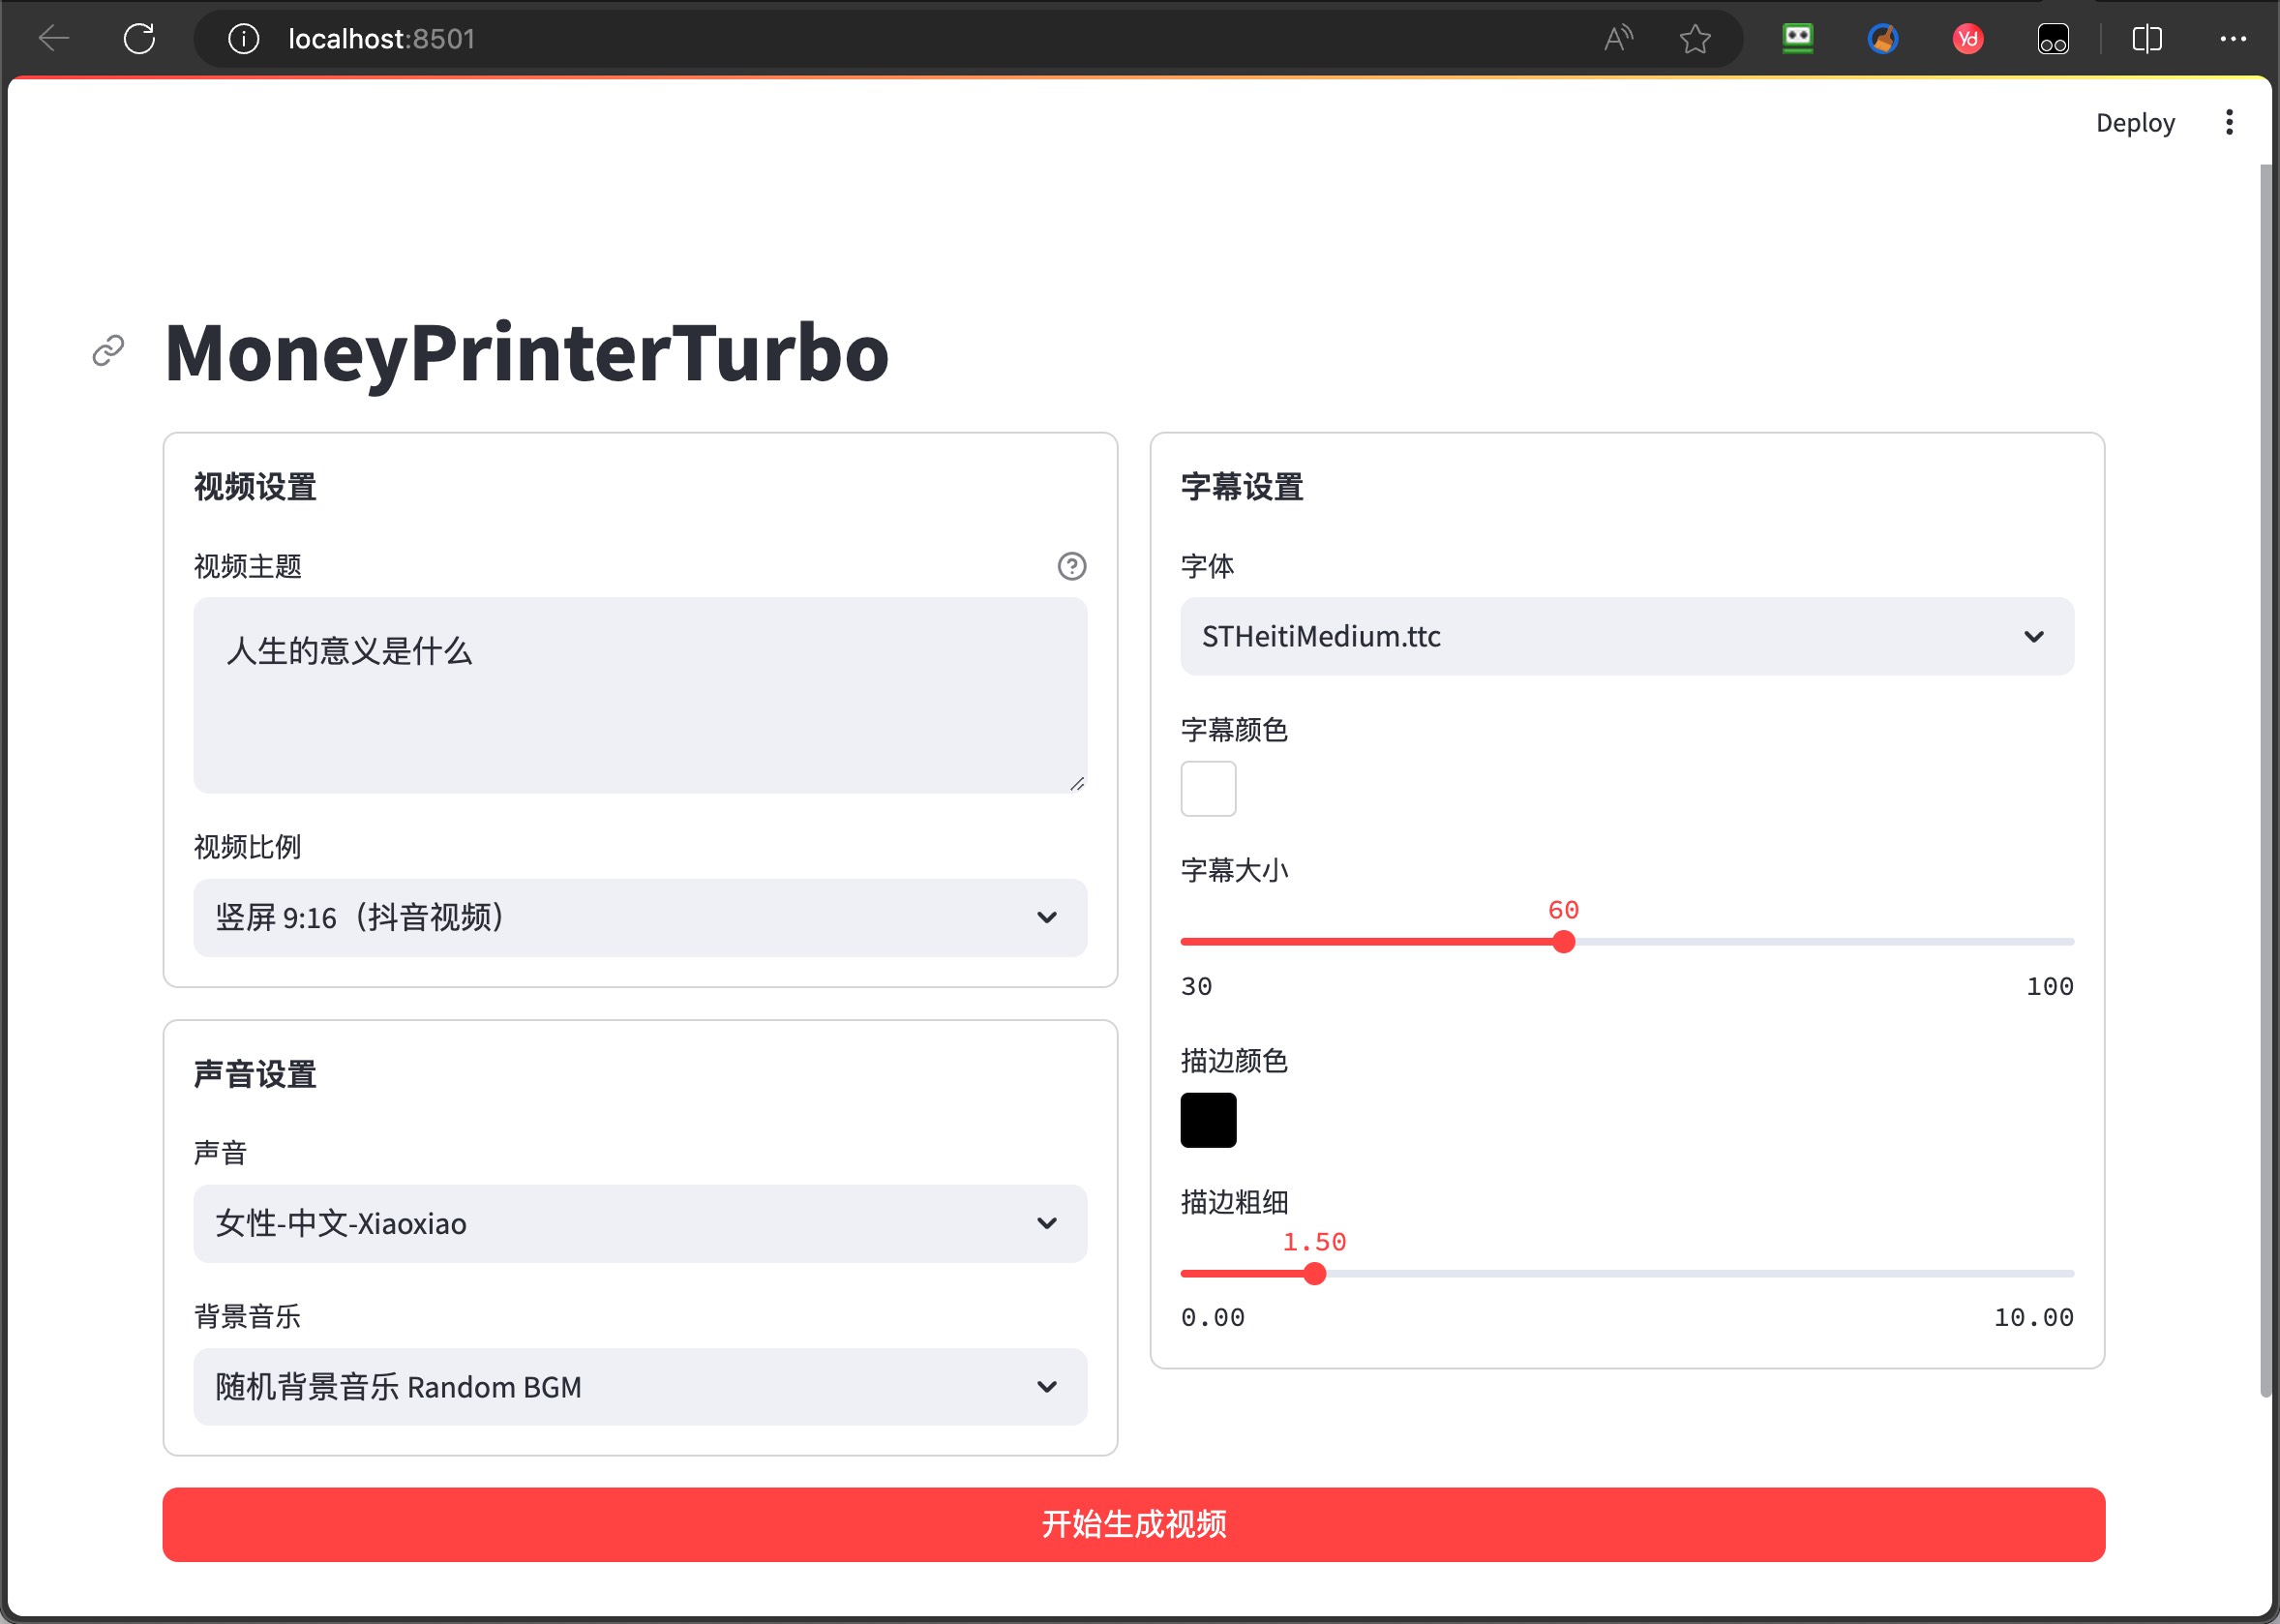 localhost:8501
Deploy
MoneyPrinterTurbo
视频设置
视频主题
人生的意义是什么
视频比例
竖屏 9:16（抖音视频）
声音设置
声音
女性-中文-Xiaoxiao
背景音乐
随机背景音乐 Random BGM
字幕设置
字体
STHeitiMedium.ttc
字幕颜色
字幕大小
60
30 100
描边颜色
描边粗细
1.50
0.00 10.00
开始生成视频